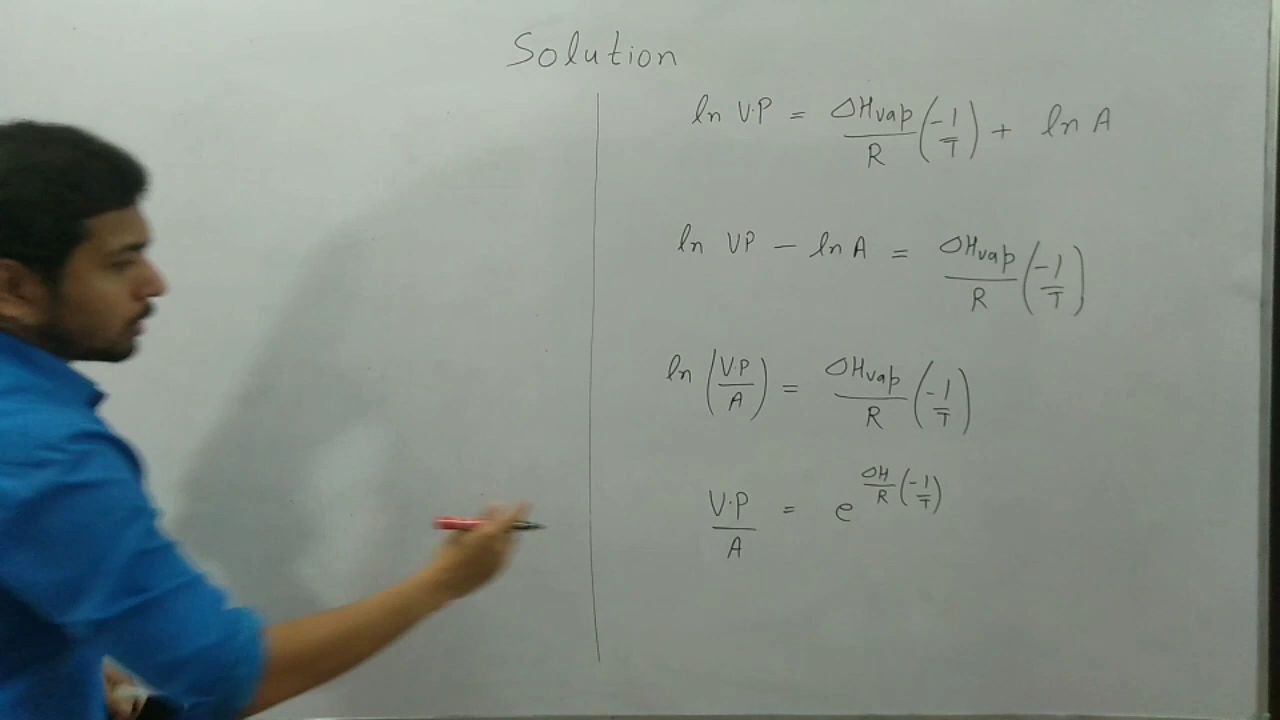 Solution
ln V.P = ΔHvap/R (-1/T) + ln A
ln VP - ln A = ΔHvap/R (-1/T)
ln (V.P/A) = ΔHvap/R (-1/T)
V.P/A = e^(ΔH/R (-1/T))